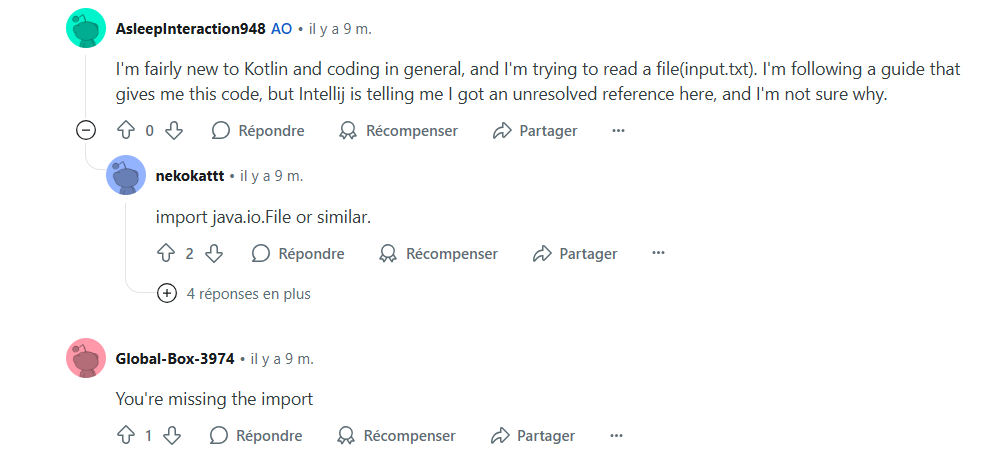 AsleepInteraction948 AO • il y a 9 m.
I'm fairly new to Kotlin and coding in general, and I'm trying to read a file(input.txt). I'm following a guide that
gives me this code, but Intellij is telling me I got an unresolved reference here, and I'm not sure why.
0 Répondre Récompenser Partager ...
nekokattt • il y a 9 m.
import java.io.File or similar.
2 Répondre Récompenser Partager ...
4 réponses en plus
Global-Box-3974 • il y a 9 m.
You're missing the import
1 Répondre Récompenser Partager ...